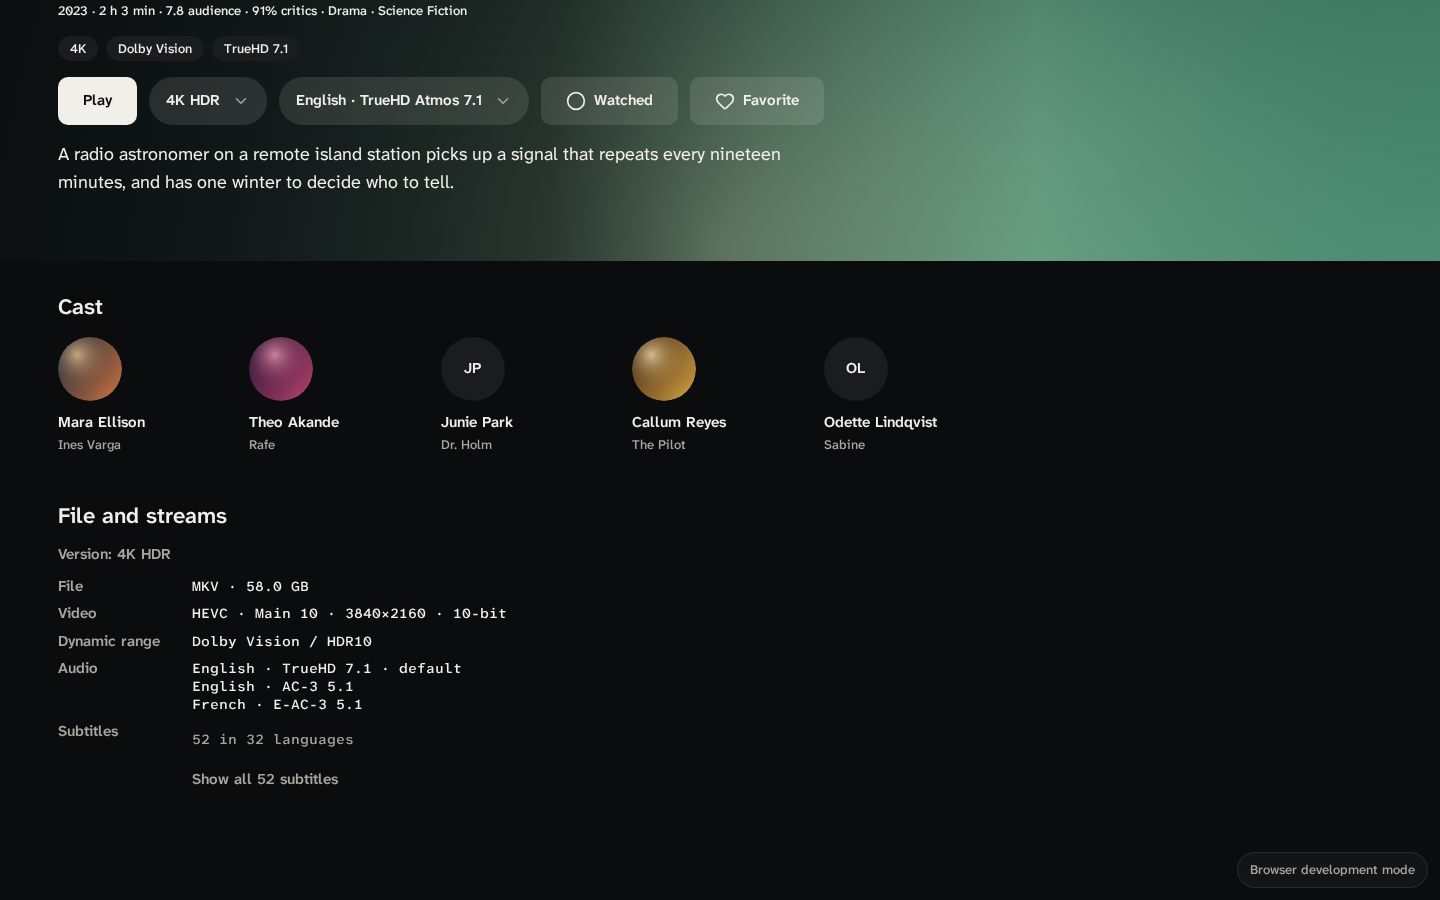 2023 · 2 h 3 min · 7.8 audience · 91% critics · Drama · Science Fiction
4K
Dolby Vision
TrueHD 7.1
Play
4K HDR
English · TrueHD Atmos 7.1
Watched
Favorite
A radio astronomer on a remote island station picks up a signal that repeats every nineteen
minutes, and has one winter to decide who to tell.
Cast
JP
OL
Mara Ellison
Theo Akande
Junie Park
Callum Reyes
Odette Lindqvist
Ines Varga
Rafe
Dr. Holm
The Pilot
Sabine
File and streams
Version: 4K HDR
File
MKV · 58.0 GB
Video
HEVC · Main 10 · 3840×2160 · 10-bit
Dynamic range
Dolby Vision / HDR10
Audio
English · TrueHD 7.1 · default
English · AC-3 5.1
French · E-AC-3 5.1
Subtitles
52 in 32 languages
Show all 52 subtitles
Browser development mode